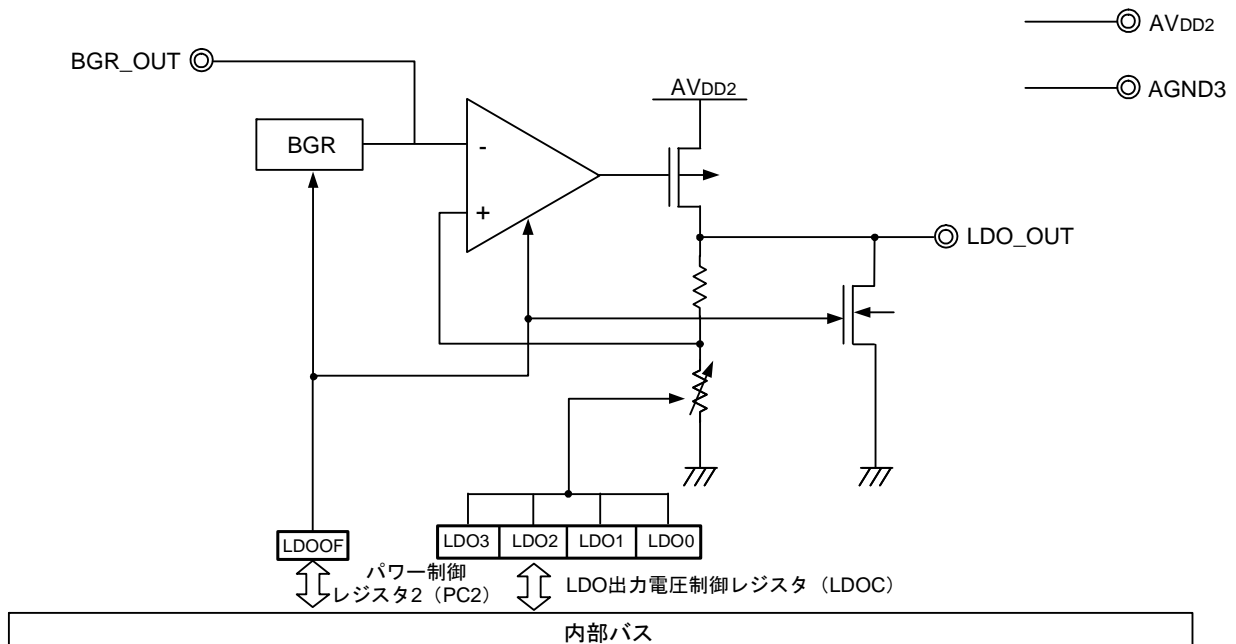 AVDD2
BGR_OUT
AVDD2
AGND3
BGR
-
+
LDO_OUT
LDOOF
LDO3 LDO2 LDO1 LDO0
パワー制御
レジスタ2（PC2）
LDO出力電圧制御レジスタ（LDOC）
内部バス